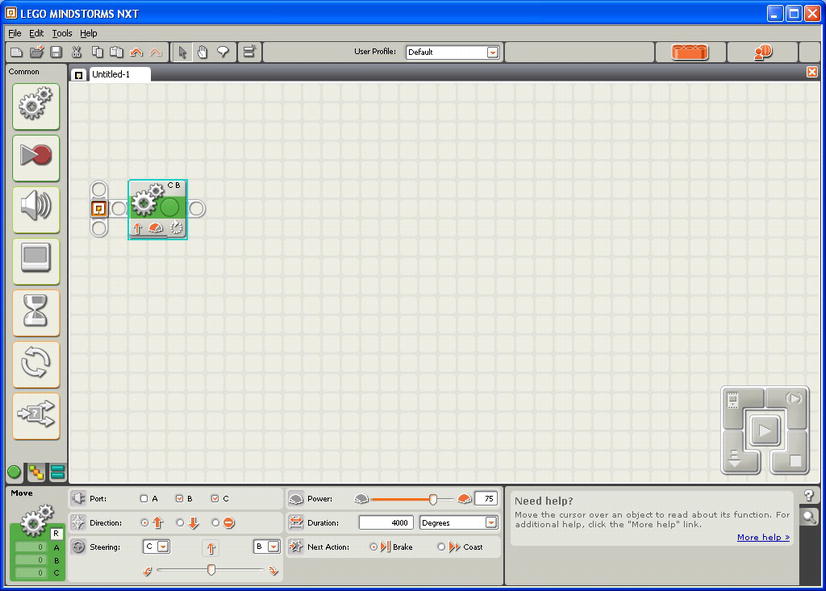 LEGO MINDSTORMS NXT
File Edit Tools Help
User Profile: Default
Common
Untitled-1
C B
Move
Port: A B C
Power: 75
Direction:
Duration: 4000 Degrees
Steering: C B
Next Action: Brake Coast
R
0 A
0 B
0 C
Need help?
Move the cursor over an object to read about its function. For
additional help, click the "More help" link.
More help »